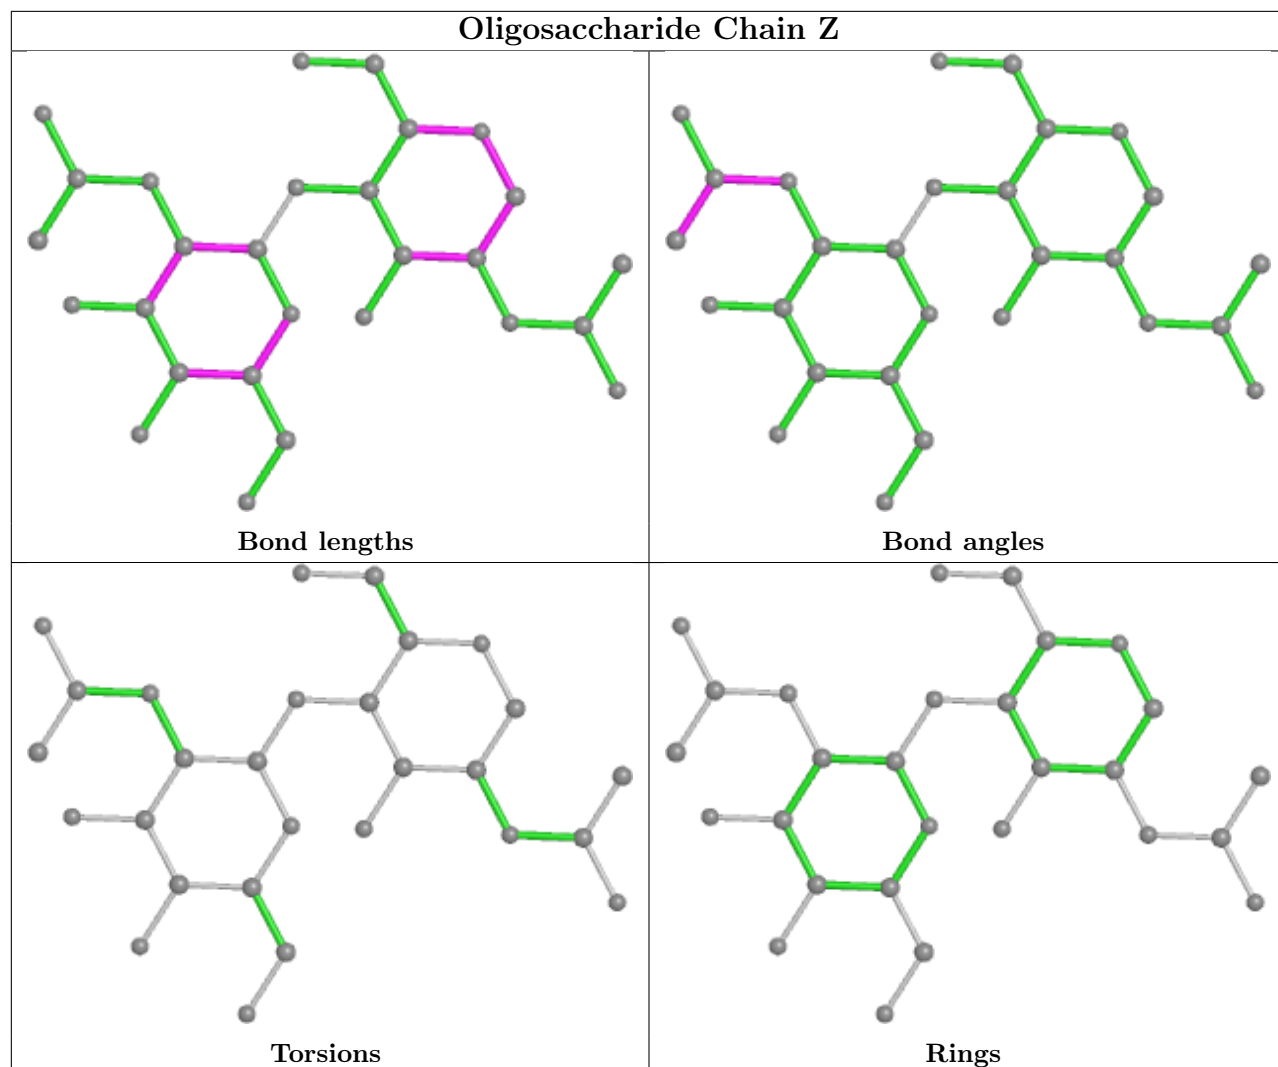 Oligosaccharide Chain Z
Bond lengths
Bond angles
Torsions
Rings